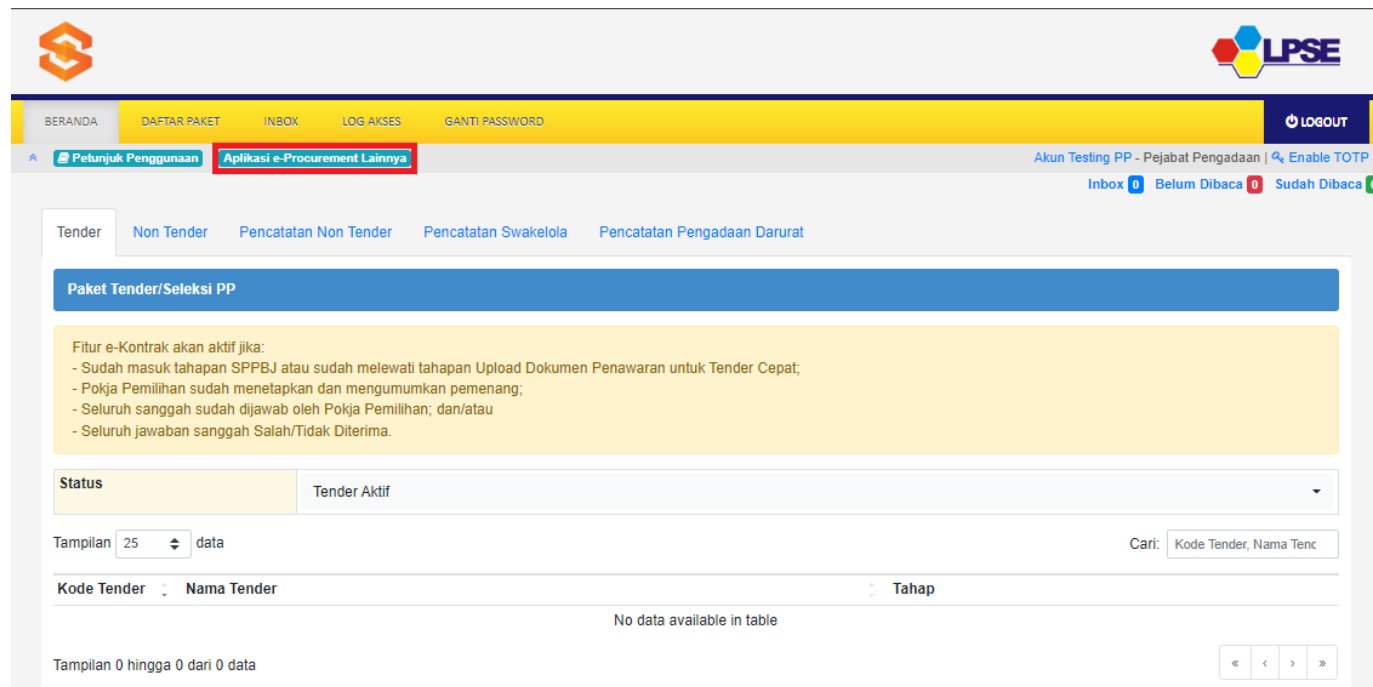 LPSE
BERANDA DAFTAR PAKET INBOX LOG AKSES GANTI PASSWORD LOGOUT
Petunjuk Penggunaan Aplikasi e-Procurement Lainnya Akun Testing PP - Pejabat Pengadaan | Enable TOTP
Inbox 0 Belum Dibaca 0 Sudah Dibaca
Tender Non Tender Pencatatan Non Tender Pencatatan Swakelola Pencatatan Pengadaan Darurat
Paket Tender/Seleksi PP
Fitur e-Kontrak akan aktif jika:
- Sudah masuk tahapan SPPBJ atau sudah melewati tahapan Upload Dokumen Penawaran untuk Tender Cepat;
- Pokja Pemilihan sudah menetapkan dan mengumumkan pemenang;
- Seluruh sanggah sudah dijawab oleh Pokja Pemilihan; dan/atau
- Seluruh jawaban sanggah Salah/Tidak Diterima.
Status Tender Aktif
Tampilan 25 data Cari: Kode Tender, Nama Tenc
Kode Tender Nama Tender Tahap
No data available in table
Tampilan 0 hingga 0 dari 0 data « ‹ › »